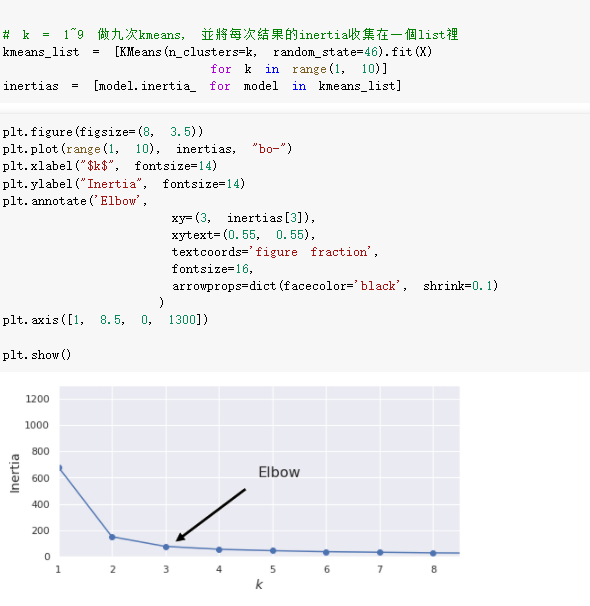 # k = 1~9 做九次kmeans, 並將每次結果的inertia收集在一個list裡
kmeans_list = [KMeans(n_clusters=k, random_state=46).fit(X)
for k in range(1, 10)]
inertias = [model.inertia_ for model in kmeans_list]
plt.figure(figsize=(8, 3.5))
plt.plot(range(1, 10), inertias, "bo-")
plt.xlabel("$k$", fontsize=14)
plt.ylabel("Inertia", fontsize=14)
plt.annotate('Elbow',
xy=(3, inertias[3]),
xytext=(0.55, 0.55),
textcoords='figure fraction',
fontsize=16,
arrowprops=dict(facecolor='black', shrink=0.1)
)
plt.axis([1, 8.5, 0, 1300])
plt.show()
1200
1000
800
600
400
200
0
Inertia
Elbow
1 2 3 4 5 6 7 8
k